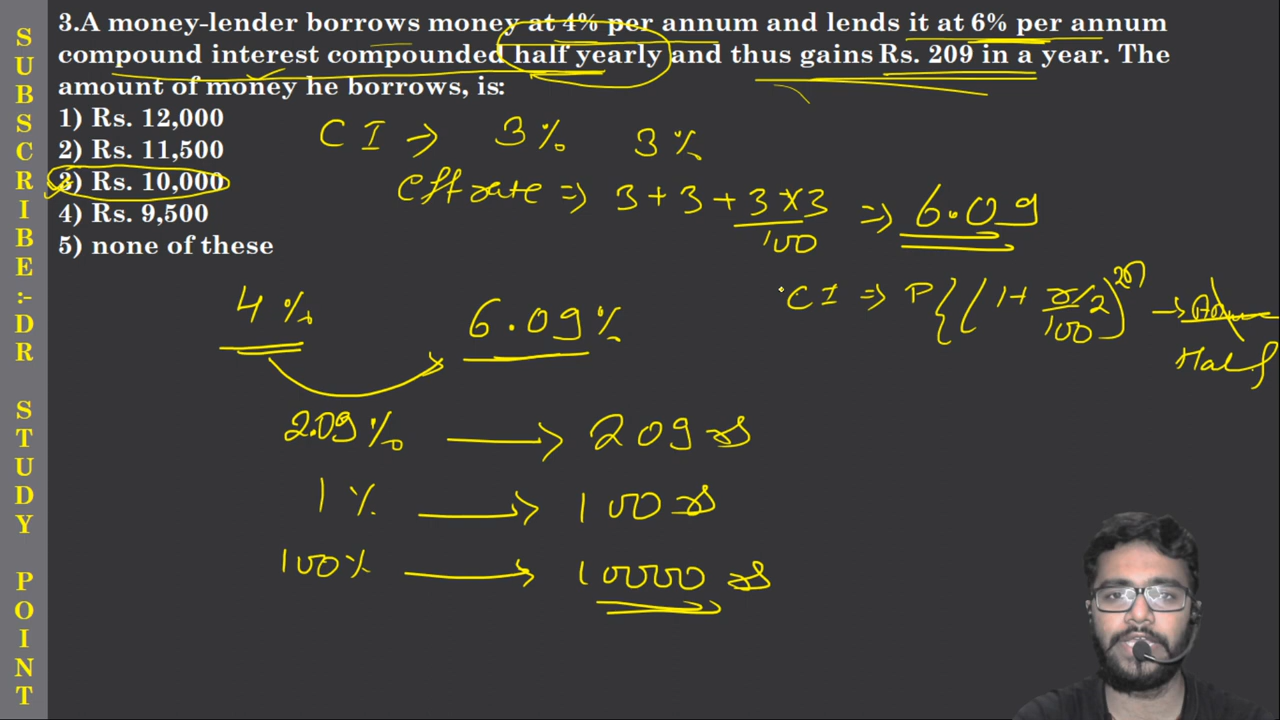 SUBSCRIBE:-DR STUDY POINT
3.A money-lender borrows money at 4% per annum and lends it at 6% per annum
compound interest compounded half yearly and thus gains Rs. 209 in a year. The
amount of money he borrows, is:
1) Rs. 12,000
2) Rs. 11,500
3) Rs. 10,000
4) Rs. 9,500
5) none of these
CI → 3% 3%
Eff rate ⇒ 3 + 3 + 3×3/100 ⇒ 6.09
CI ⇒ P{(1+ r/2/100)
Half
4% 6.09%
2.09% → 209 rs
1% → 100 rs
100% → 10000 rs